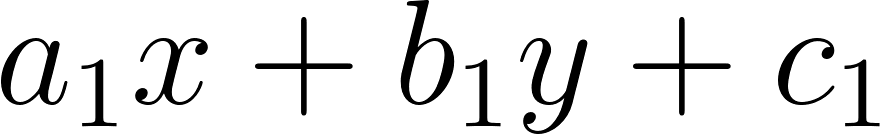 a₁x + b₁y + c₁